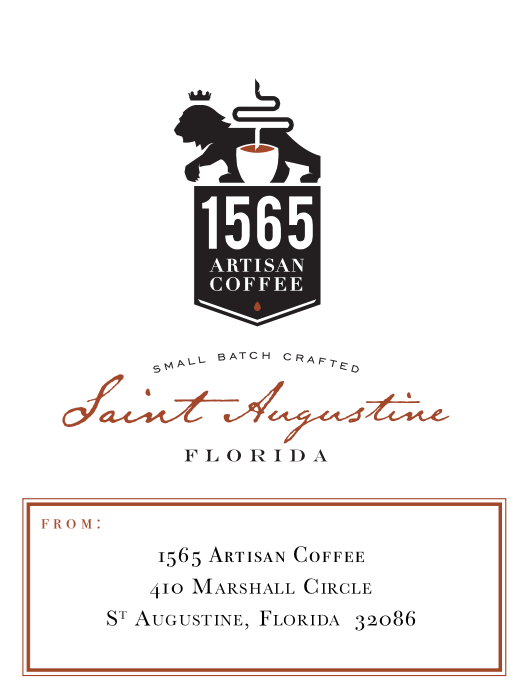 1565
ARTISAN
COFFEE
SMALL BATCH CRAFTED
Saint Augustine
FLORIDA
FROM:
1565 Artisan Coffee
410 Marshall Circle
St Augustine, Florida 32086